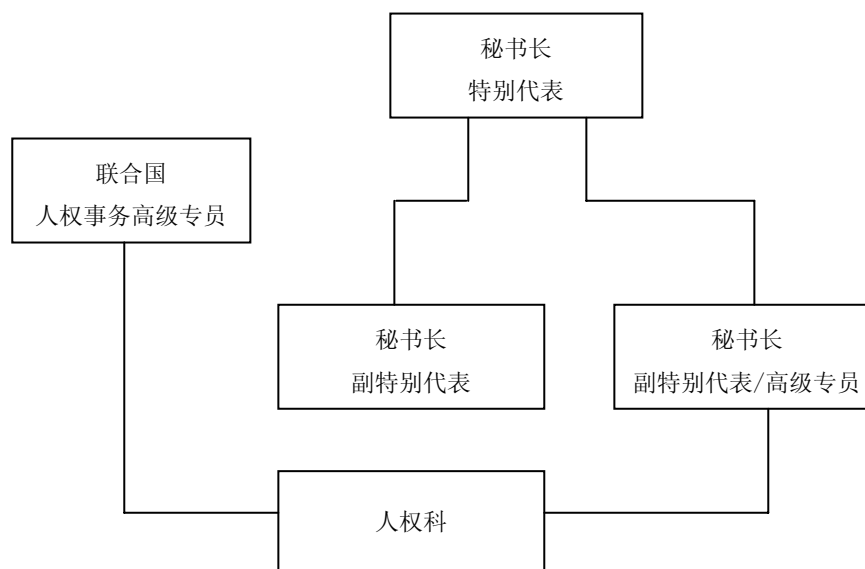 秘书长
特别代表
联合国
人权事务高级专员
秘书长
副特别代表
秘书长
副特别代表/高级专员
人权科